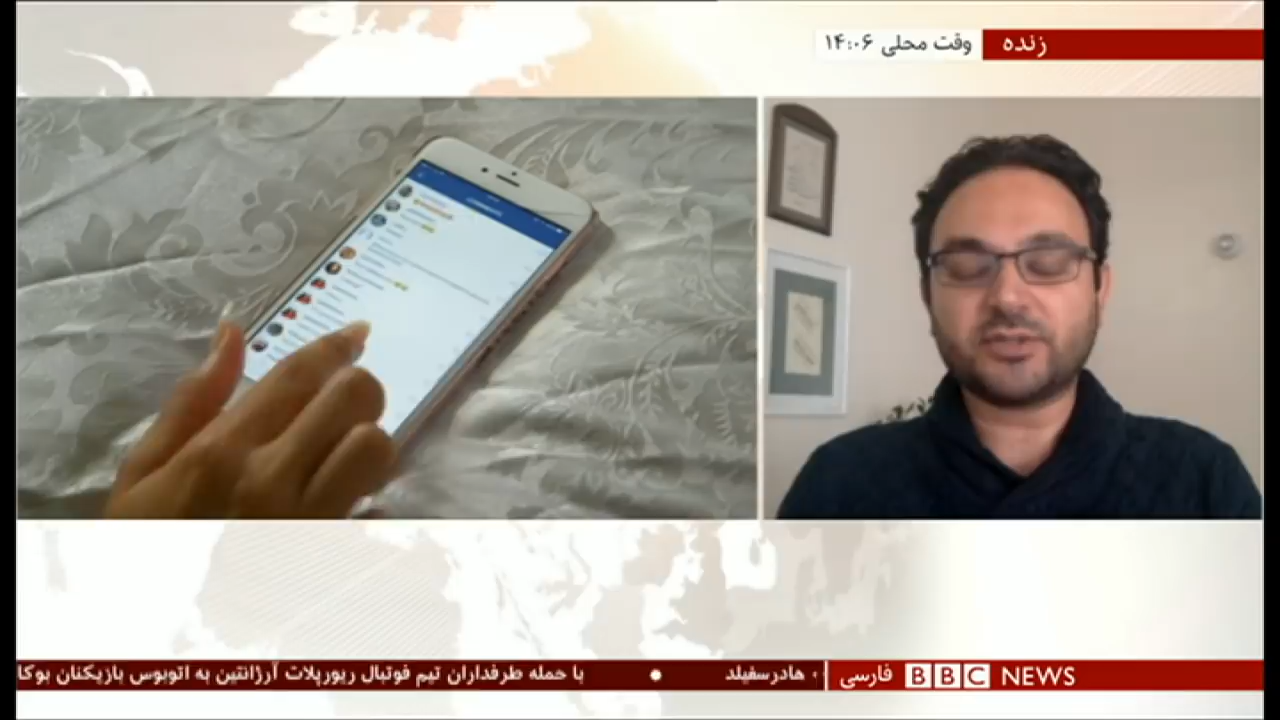 زنده
وقت محلی ۱۴:۰۶
BBC NEWS فارسی
هادرسفیلد • با حمله طرفداران تیم فوتبال ریورپلات آرژانتین به اتوبوس بازیکنان بوکا